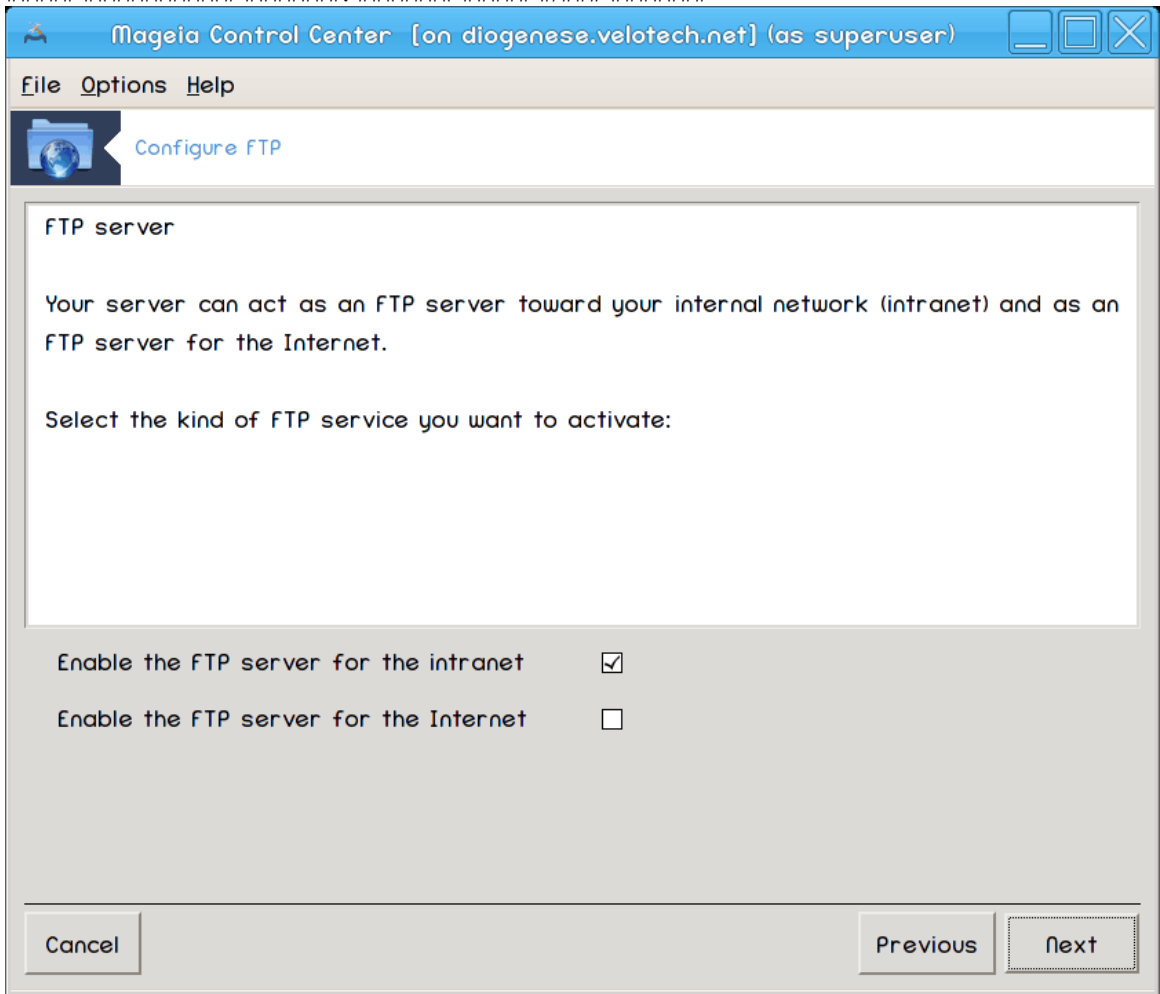 Mageia Control Center [on diogenese.velotech.net] (as superuser)
File Options Help
Configure FTP
FTP server
Your server can act as an FTP server toward your internal network (intranet) and as an
FTP server for the Internet.
Select the kind of FTP service you want to activate:
Enable the FTP server for the intranet
Enable the FTP server for the Internet
Cancel
Previous
Next